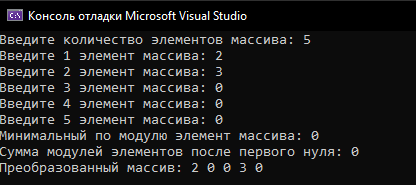 Консоль отладки Microsoft Visual Studio
Введите количество элементов массива: 5
Введите 1 элемент массива: 2
Введите 2 элемент массива: 3
Введите 3 элемент массива: 0
Введите 4 элемент массива: 0
Введите 5 элемент массива: 0
Минимальный по модулю элемент массива: 0
Сумма модулей элементов после первого нуля: 0
Преобразованный массив: 2 0 0 3 0